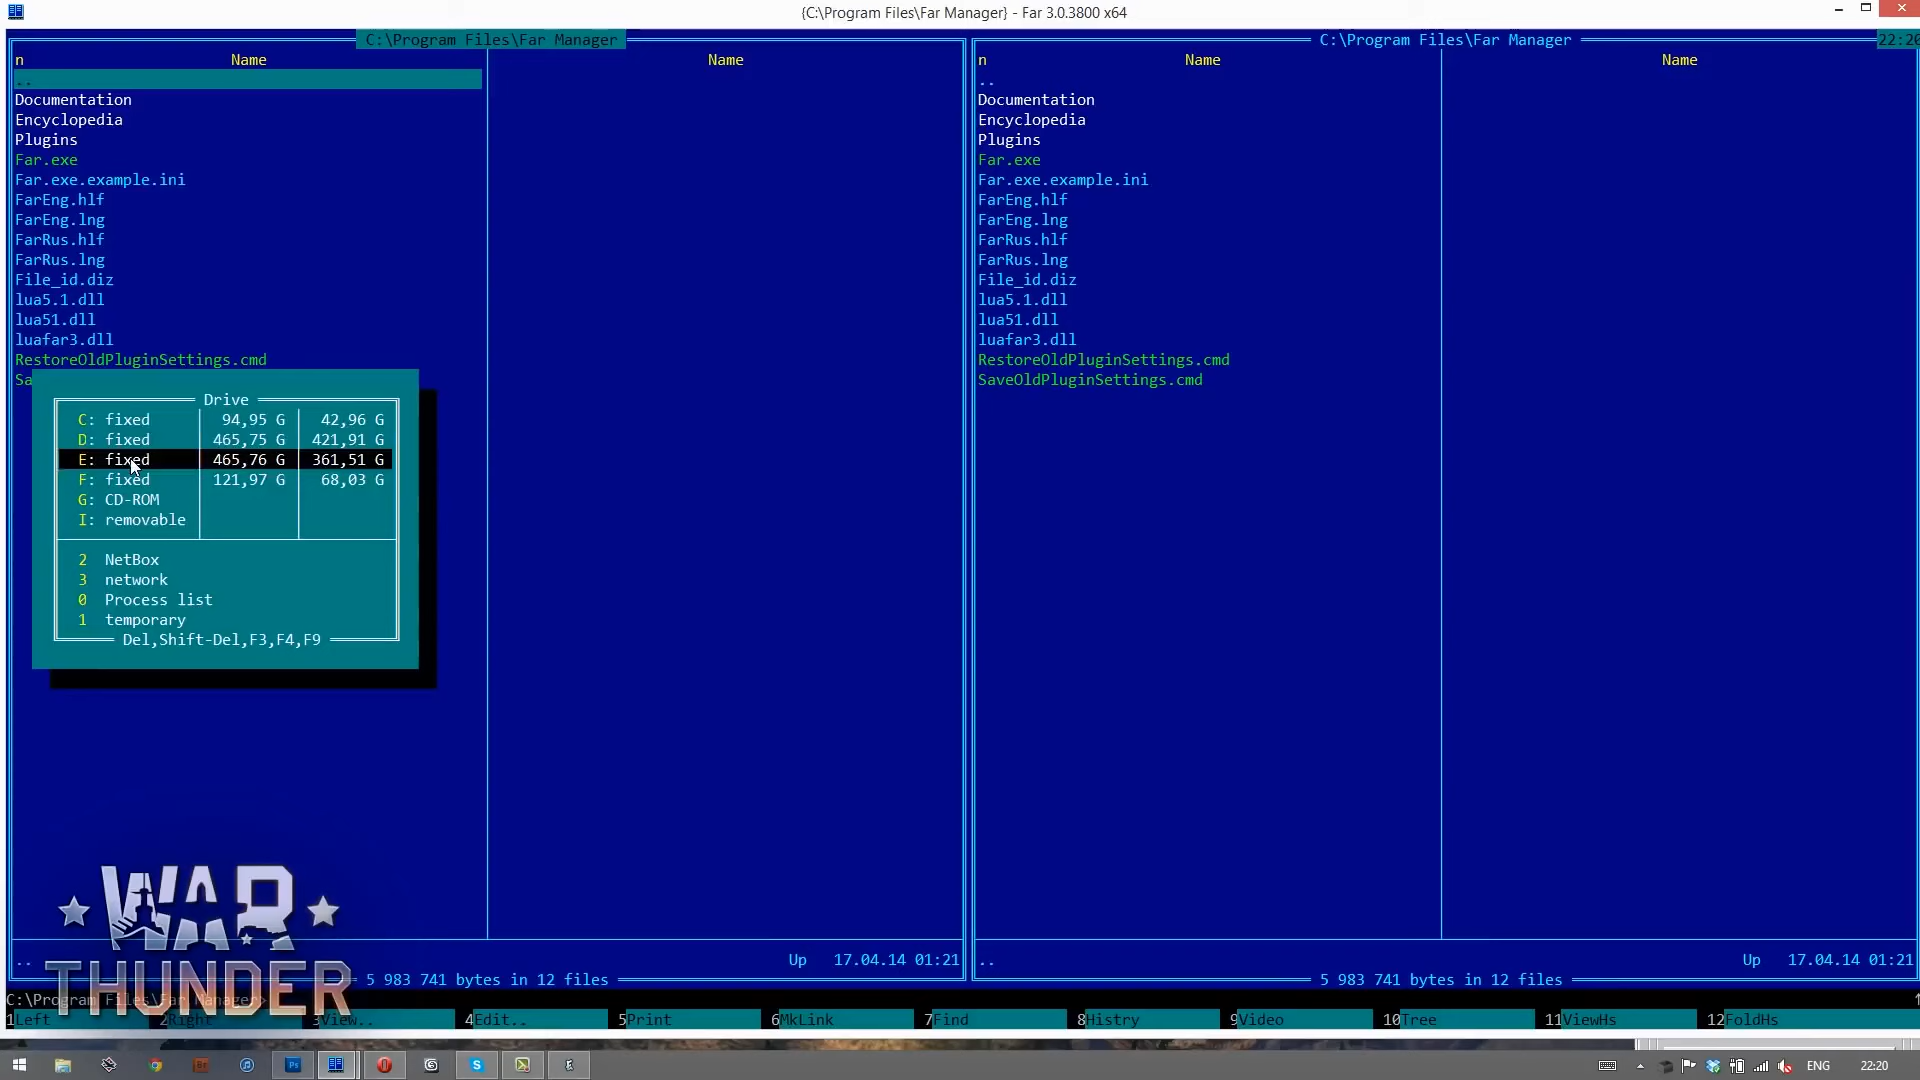 {C:\Program Files\Far Manager} - Far 3.0.3800 x64
C:\Program Files\Far Manager
C:\Program Files\Far Manager
22:20
n Name Name
n Name Name
..
Documentation
Encyclopedia
Plugins
Far.exe
Far.exe.example.ini
FarEng.hlf
FarEng.lng
FarRus.hlf
FarRus.lng
File_id.diz
lua5.1.dll
lua51.dll
luafar3.dll
RestoreOldPluginSettings.cmd
Sa
..
Documentation
Encyclopedia
Plugins
Far.exe
Far.exe.example.ini
FarEng.hlf
FarEng.lng
FarRus.hlf
FarRus.lng
File_id.diz
lua5.1.dll
lua51.dll
luafar3.dll
RestoreOldPluginSettings.cmd
SaveOldPluginSettings.cmd
Drive
C: fixed 94,95 G 42,96 G
D: fixed 465,75 G 421,91 G
E: fixed 465,76 G 361,51 G
F: fixed 121,97 G 68,03 G
G: CD-ROM
I: removable
2 NetBox
3 network
0 Process list
1 temporary
Del,Shift-Del,F3,F4,F9
WAR
THUNDER
.. Up 17.04.14 01:21
5 983 741 bytes in 12 files
.. Up 17.04.14 01:21
5 983 741 bytes in 12 files
C:\Program Files\Far Manager>
1Left 2Right 3View.. 4Edit.. 5Print 6MkLink 7Find 8Histry 9Video 10Tree 11ViewHs 12FoldHs
Br Ps S ENG 22:20